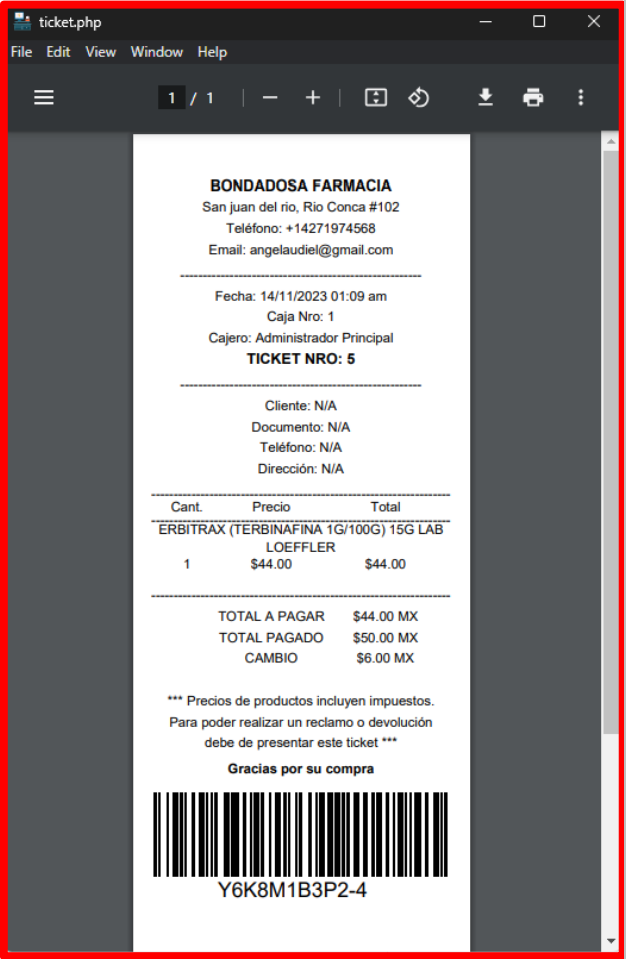 ticket.php
File Edit View Window Help
1 / 1
BONDADOSA FARMACIA
San juan del rio, Rio Conca #102
Teléfono: +14271974568
Email: angelaudiel@gmail.com
------------------------------------------------------
Fecha: 14/11/2023 01:09 am
Caja Nro: 1
Cajero: Administrador Principal
TICKET NRO: 5
------------------------------------------------------
Cliente: N/A
Documento: N/A
Teléfono: N/A
Dirección: N/A
-------------------------------------------------------------------
Cant. Precio Total
-------------------------------------------------------------------
ERBITRAX (TERBINAFINA 1G/100G) 15G LAB
LOEFFLER
1 $44.00 $44.00
-------------------------------------------------------------------
TOTAL A PAGAR $44.00 MX
TOTAL PAGADO $50.00 MX
CAMBIO $6.00 MX
*** Precios de productos incluyen impuestos.
Para poder realizar un reclamo o devolución
debe de presentar este ticket ***
Gracias por su compra
Y6K8M1B3P2-4